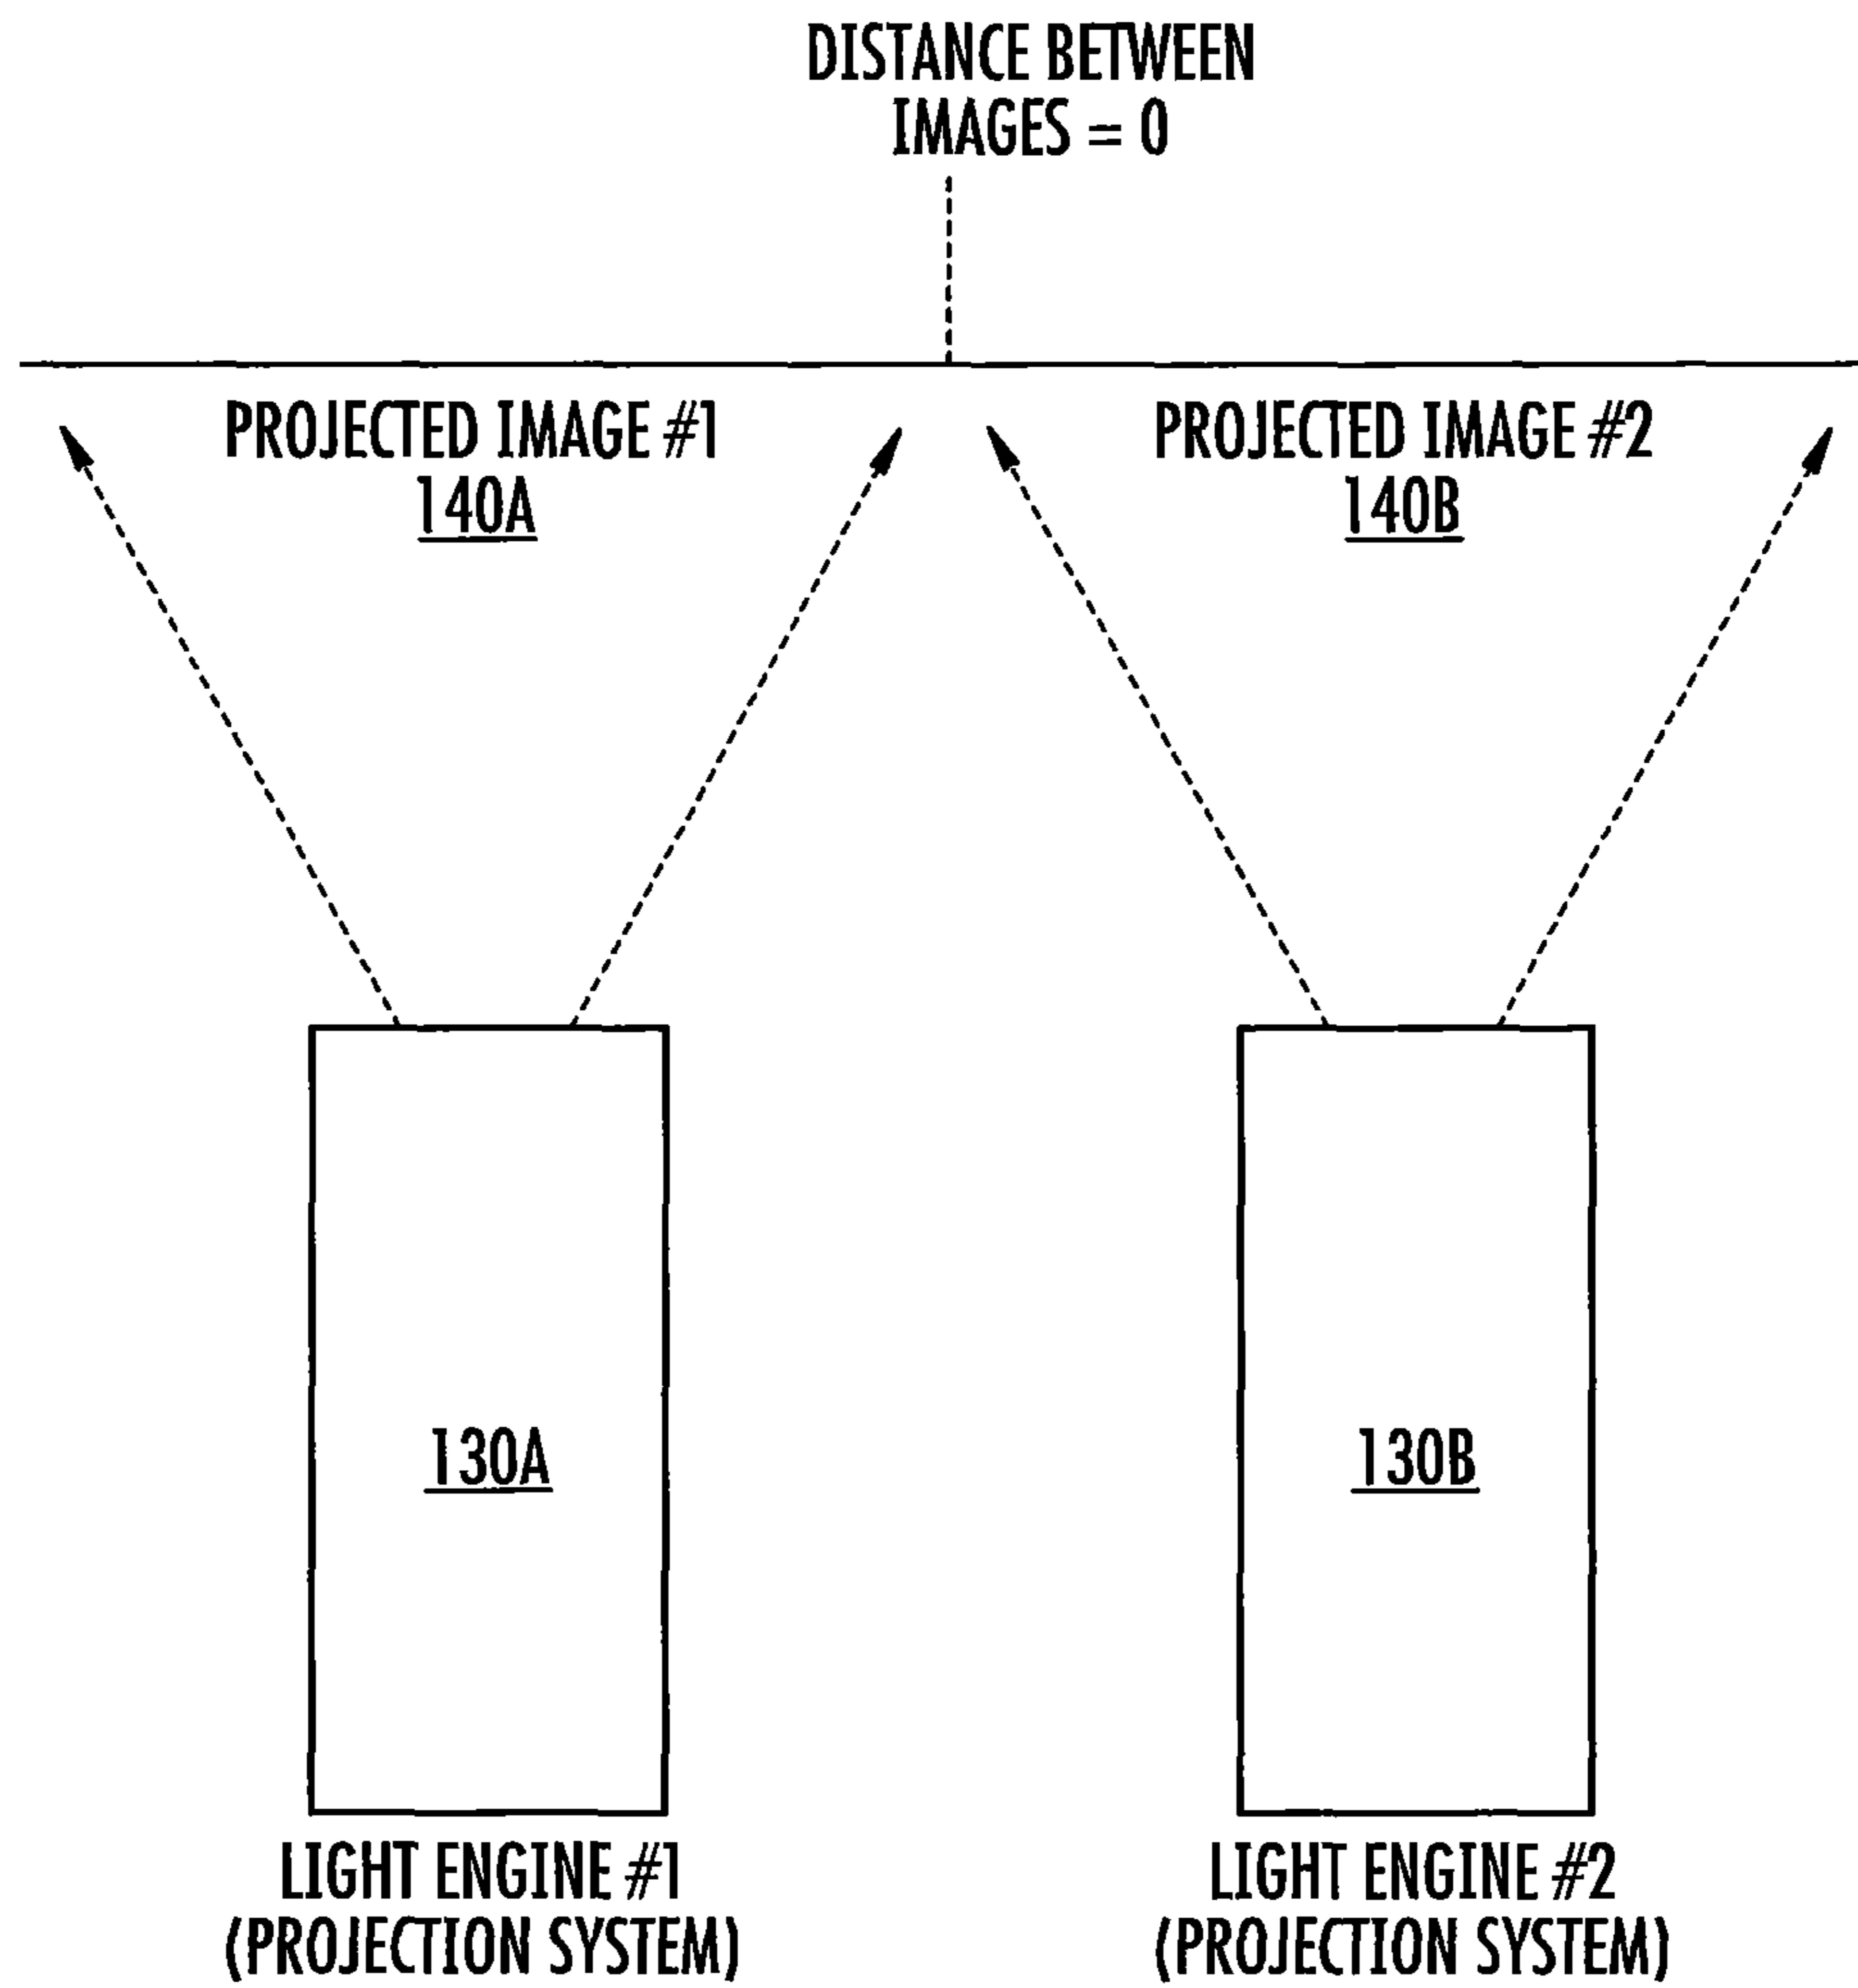 DISTANCE BETWEEN
IMAGES = 0
PROJECTED IMAGE #1
140A
PROJECTED IMAGE #2
140B
130A
130B
LIGHT ENGINE #1
(PROJECTION SYSTEM)
LIGHT ENGINE #2
(PROJECTION SYSTEM)